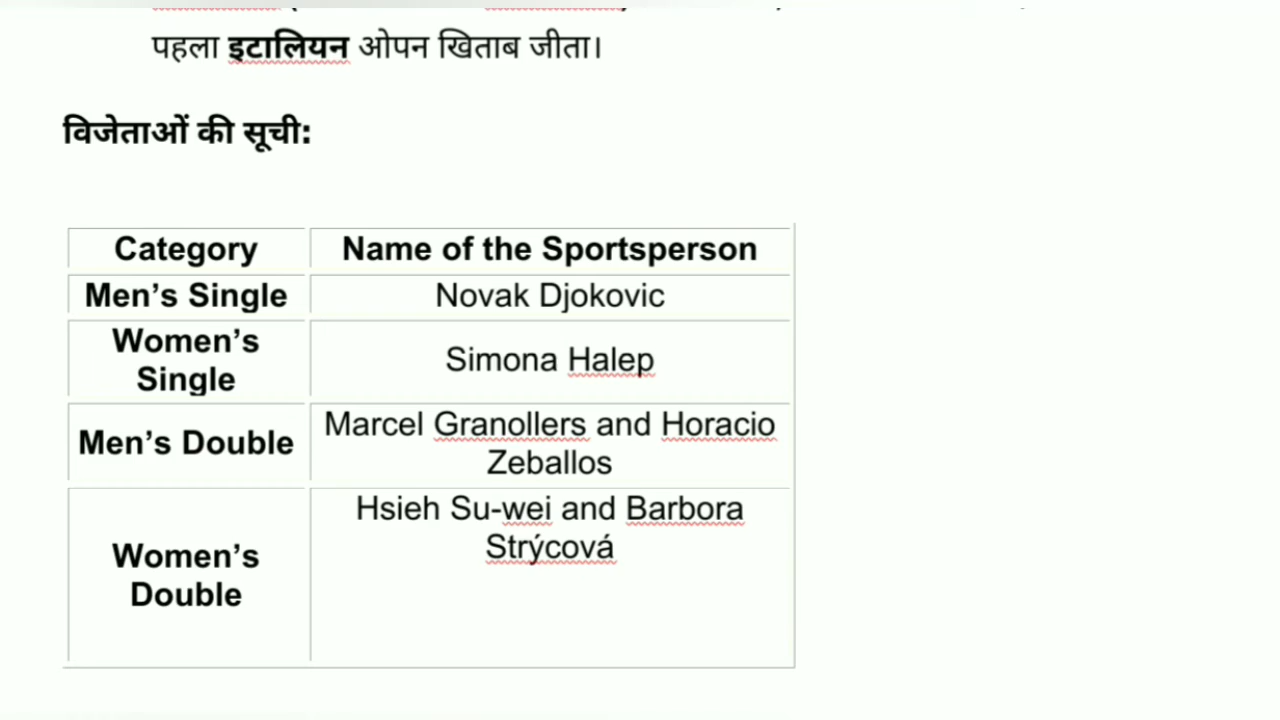 पहला इटालियन ओपन खिताब जीता।
विजेताओं की सूची:
Category Name of the Sportsperson
Men’s Single Novak Djokovic
Women’s
Single
Simona Halep
Men’s Double
Marcel Granollers and Horacio
Zeballos
Women’s
Double
Hsieh Su-wei and Barbora
Strýcová